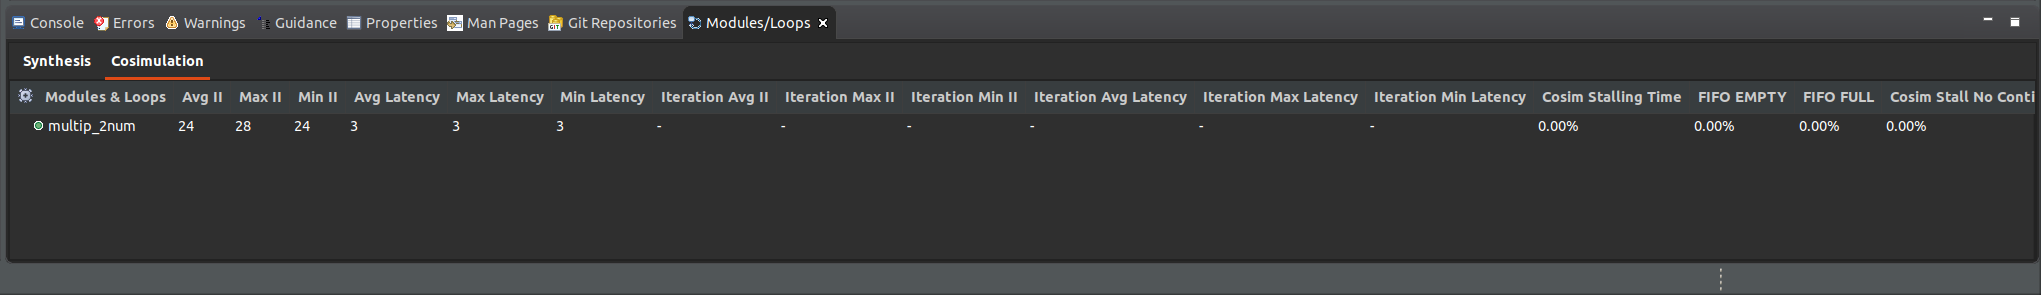 Console Errors Warnings Guidance Properties Man Pages Git Repositories Modules/Loops
Synthesis Cosimulation
Modules & Loops Avg II Max II Min II Avg Latency Max Latency Min Latency Iteration Avg II Iteration Max II Iteration Min II Iteration Avg Latency Iteration Max Latency Iteration Min Latency Cosim Stalling Time FIFO EMPTY FIFO FULL Cosim Stall No Conti
multip_2num 24 28 24 3 3 3 - - - - - - 0.00% 0.00% 0.00% 0.00%